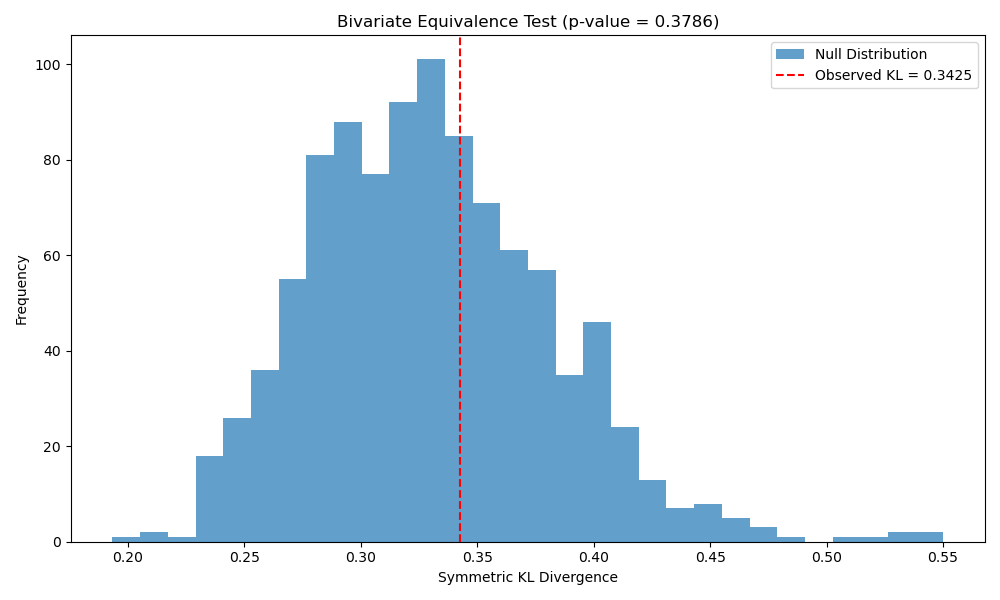 Bivariate Equivalence Test (p-value = 0.3786)
Null Distribution
Observed KL = 0.3425
Frequency
100
80
60
40
20
0
0.20 0.25 0.30 0.35 0.40 0.45 0.50 0.55
Symmetric KL Divergence